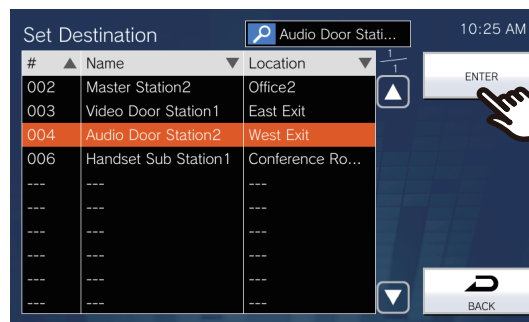 Set Destination
Audio Door Stati...
10:25 AM
# Name Location
1
1
ENTER
002 Master Station2 Office2
003 Video Door Station1 East Exit
004 Audio Door Station2 West Exit
006 Handset Sub Station1 Conference Ro...
--- --- ---
--- --- ---
--- --- ---
--- --- ---
--- --- ---
--- --- ---
BACK